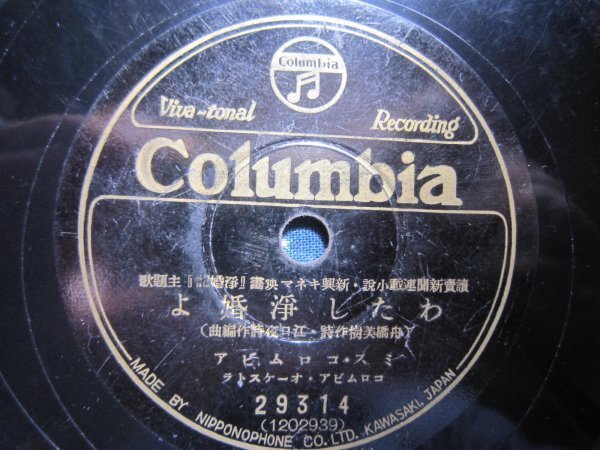 Columbia
Viva-tonal Recording
Columbia
讀賣新聞連載小說・新興キネマ映畫『淨婚記』主題歌
わたし淨婚よ
(舟橋美樹作詩・江口夜詩作編曲)
ミス・コロムビア
コロムビア・オーケストラ
29314
(1202939)
MADE BY NIPPONOPHONE CO. LTD. KAWASAKI, JAPAN.